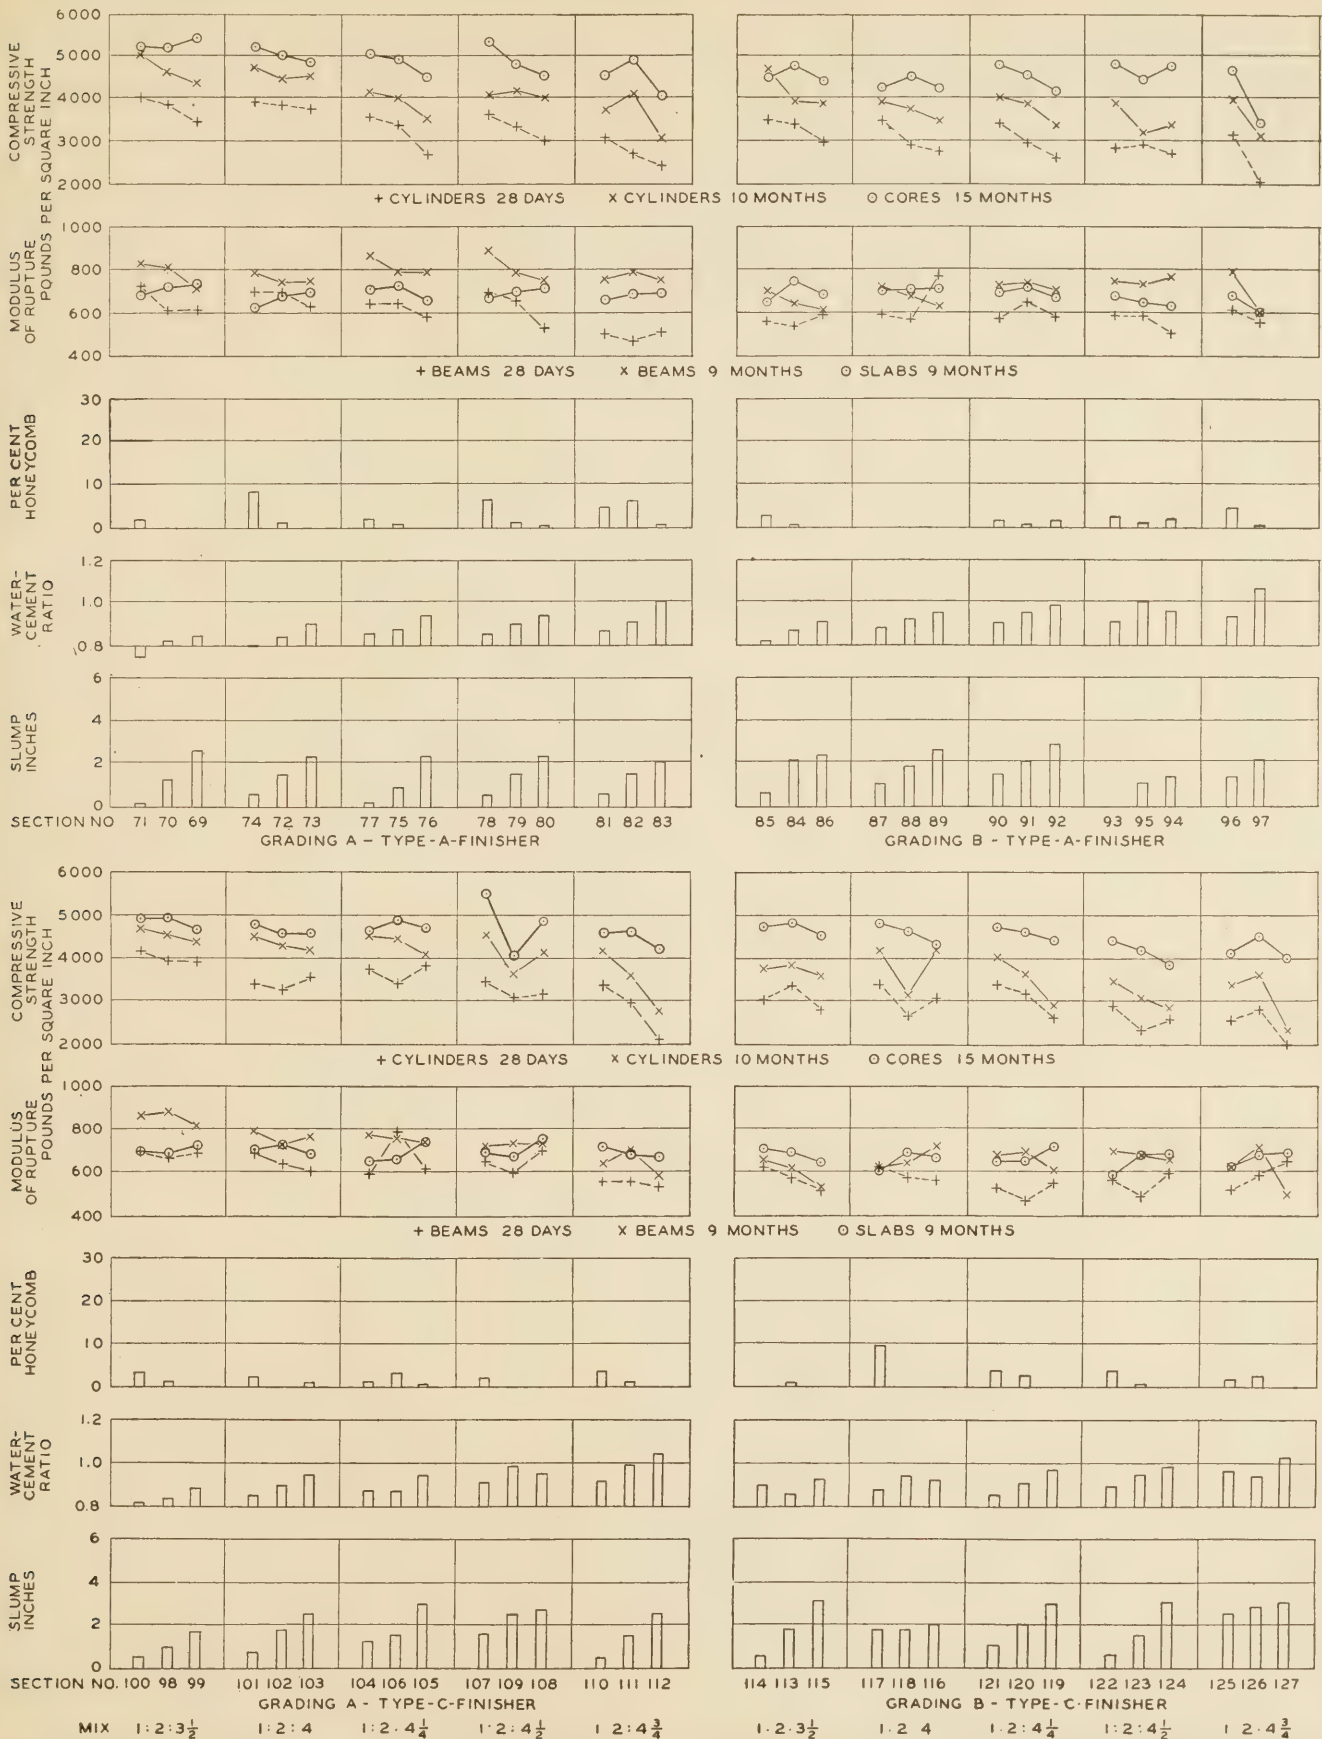 COMPRESSIVE STRENGTH
POUNDS PER SQUARE INCH
6000
5000
4000
3000
2000
+ CYLINDERS 28 DAYS × CYLINDERS 10 MONTHS ⊙ CORES 15 MONTHS
MODULUS OF RUPTURE
1000
800
600
400
+ BEAMS 28 DAYS × BEAMS 9 MONTHS ⊙ SLABS 9 MONTHS
PER CENT HONEYCOMB
30
20
10
0
WATER-CEMENT RATIO
1.2
1.0
0.8
SLUMP INCHES
6
4
2
0
SECTION NO 71 70 69 74 72 73 77 75 76 78 79 80 81 82 83 85 84 86 87 88 89 90 91 92 93 95 94 96 97
GRADING A - TYPE-A-FINISHER GRADING B - TYPE-A-FINISHER
COMPRESSIVE STRENGTH
POUNDS PER SQUARE INCH
6000
5000
4000
3000
2000
+ CYLINDERS 28 DAYS × CYLINDERS 10 MONTHS ⊙ CORES 15 MONTHS
MODULUS OF RUPTURE
1000
800
600
400
+ BEAMS 28 DAYS × BEAMS 9 MONTHS ⊙ SLABS 9 MONTHS
PER CENT HONEYCOMB
30
20
10
0
WATER-CEMENT RATIO
1.2
1.0
0.8
SLUMP INCHES
6
4
2
0
SECTION NO. 100 98 99 101 102 103 104 106 105 107 109 108 110 111 112 114 113 115 117 118 116 121 120 119 122 123 124 125 126 127
GRADING A - TYPE-C-FINISHER GRADING B - TYPE-C-FINISHER
MIX 1:2:3½ 1:2:4 1:2:4¼ 1:2:4½ 1 2:4¾ 1.2.3½ 1.2 4 1.2:4¼ 1:2:4½ 1 2.4¾